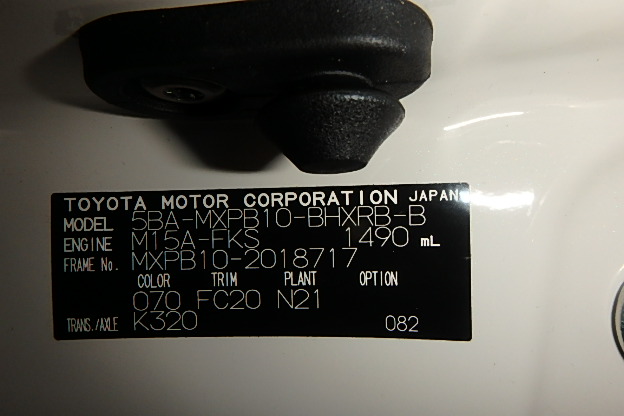 TOYOTA MOTOR CORPORATION JAPAN
MODEL 5BA-MXPB10-BHXRB-B
ENGINE M15A-FKS 1490 mL
FRAME No. MXPB10-2018717
COLOR TRIM PLANT OPTION
070 FC20 N21
TRANS./AXLE K320 082